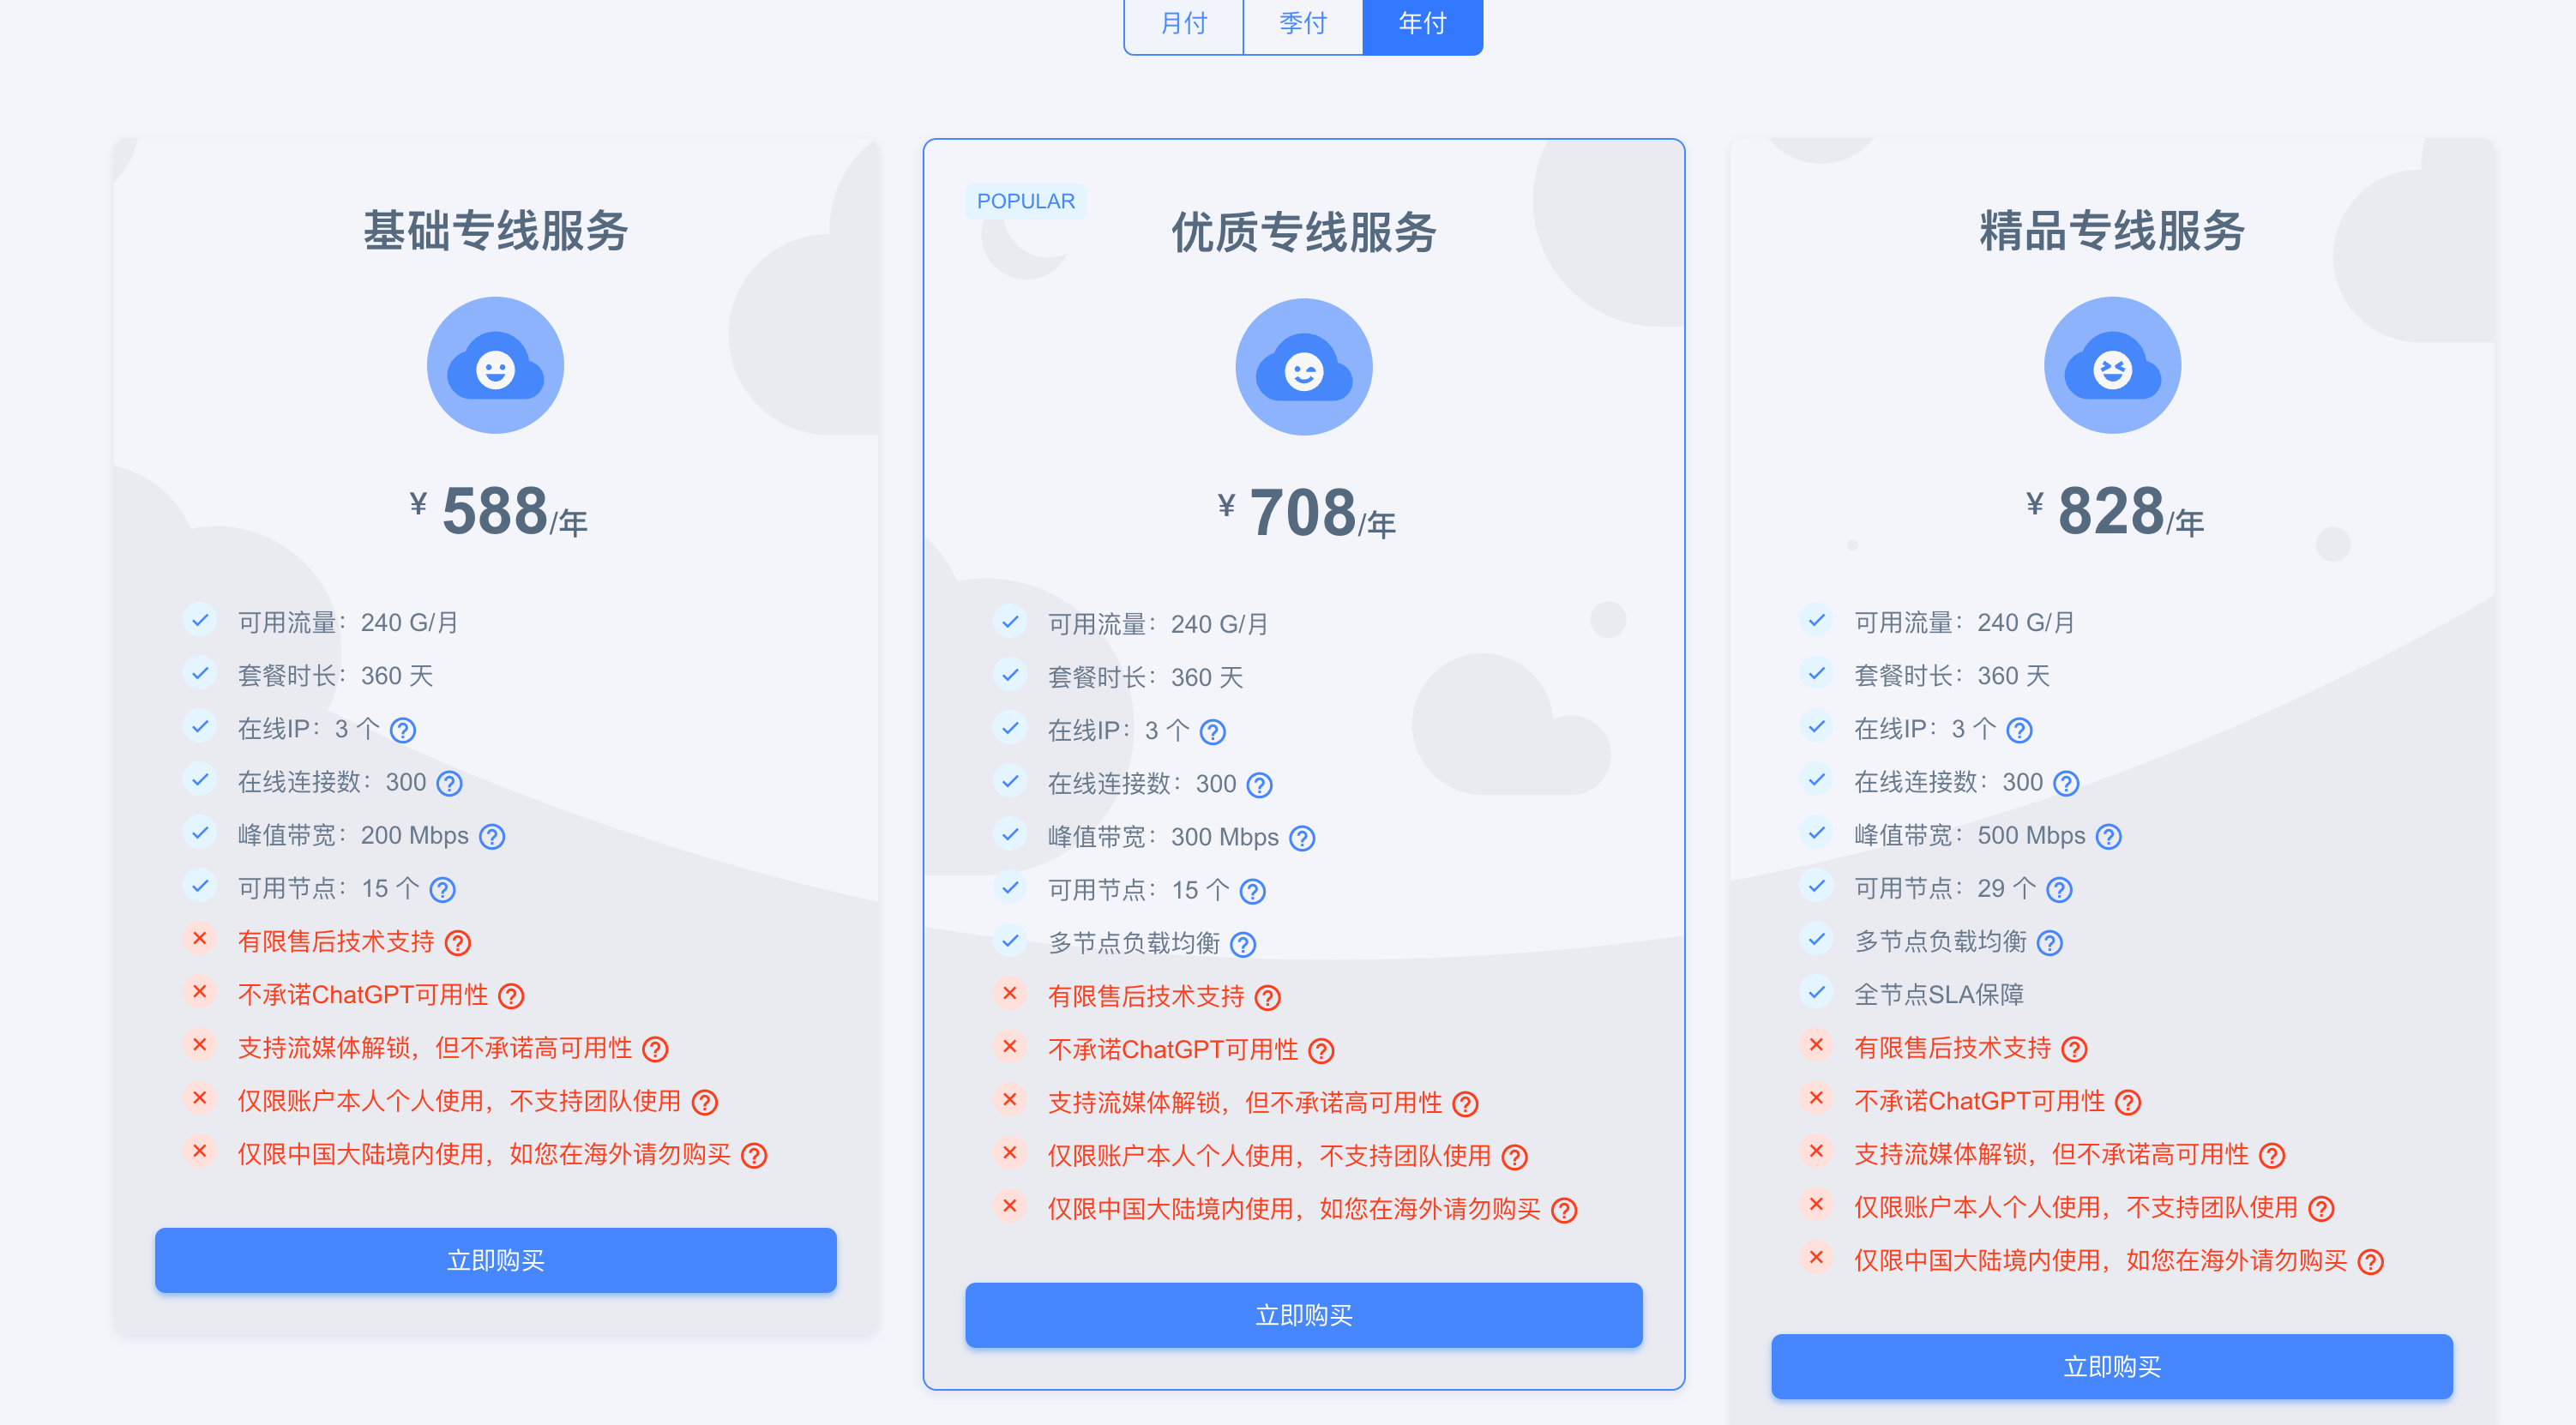 月付
季付
年付
基础专线服务
¥ 588/年
可用流量：240 G/月
套餐时长：360 天
在线IP：3 个
在线连接数：300
峰值带宽：200 Mbps
可用节点：15 个
有限售后技术支持
不承诺ChatGPT可用性
支持流媒体解锁，但不承诺高可用性
仅限账户本人个人使用，不支持团队使用
仅限中国大陆境内使用，如您在海外请勿购买
立即购买
POPULAR
优质专线服务
¥ 708/年
可用流量：240 G/月
套餐时长：360 天
在线IP：3 个
在线连接数：300
峰值带宽：300 Mbps
可用节点：15 个
多节点负载均衡
有限售后技术支持
不承诺ChatGPT可用性
支持流媒体解锁，但不承诺高可用性
仅限账户本人个人使用，不支持团队使用
仅限中国大陆境内使用，如您在海外请勿购买
立即购买
精品专线服务
¥ 828/年
可用流量：240 G/月
套餐时长：360 天
在线IP：3 个
在线连接数：300
峰值带宽：500 Mbps
可用节点：29 个
多节点负载均衡
全节点SLA保障
有限售后技术支持
不承诺ChatGPT可用性
支持流媒体解锁，但不承诺高可用性
仅限账户本人个人使用，不支持团队使用
仅限中国大陆境内使用，如您在海外请勿购买
立即购买